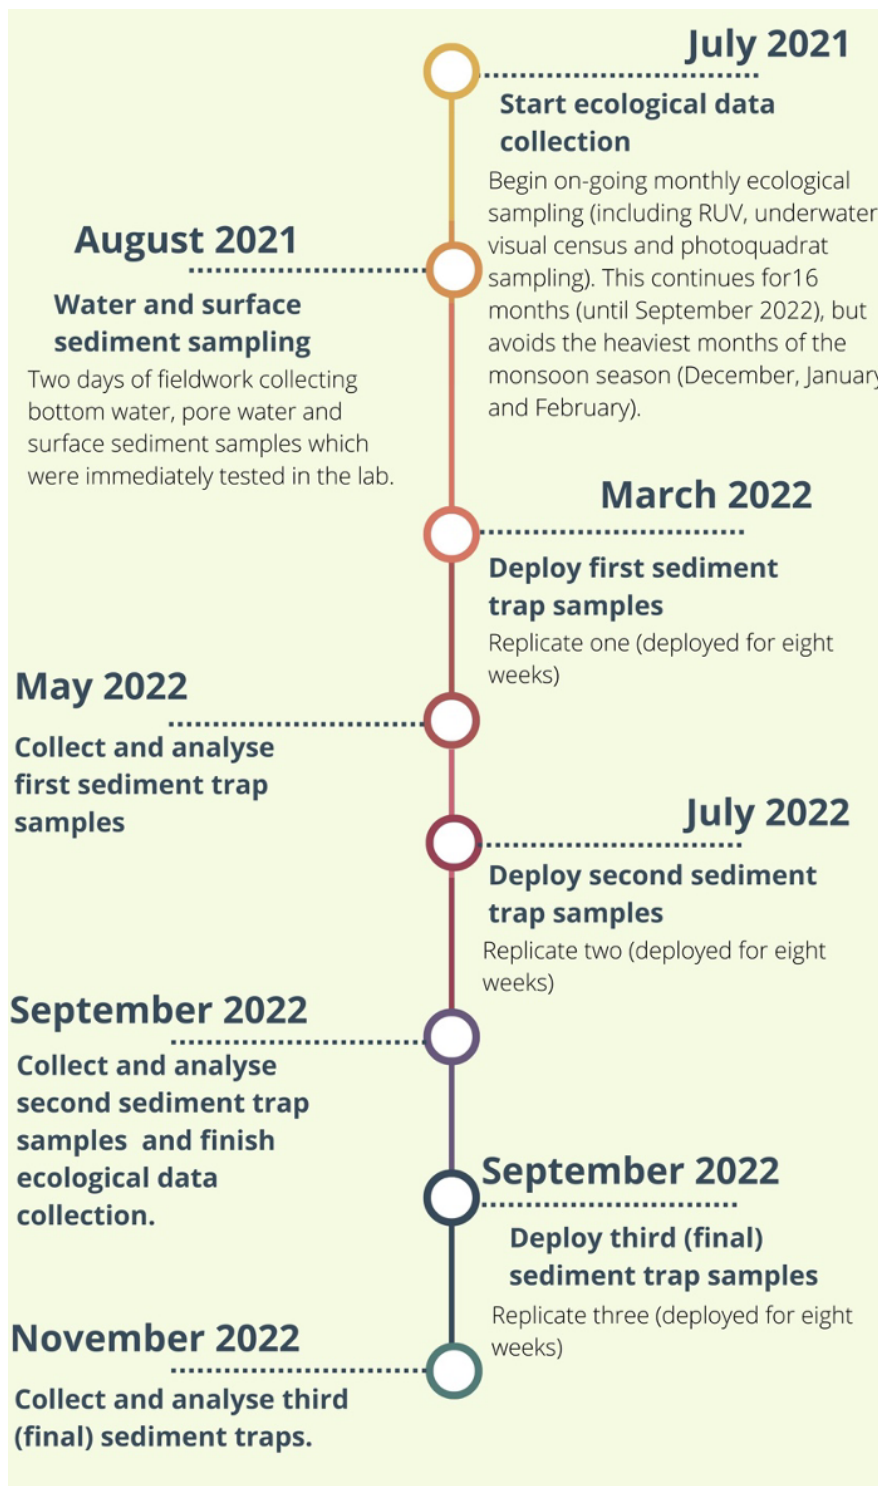 July 2021
Start ecological data
collection
Begin on-going monthly ecological
sampling (including RUV, underwater
visual census and photoquadrat
sampling). This continues for16
months (until September 2022), but
avoids the heaviest months of the
monsoon season (December, January
and February).
August 2021
Water and surface
sediment sampling
Two days of fieldwork collecting
bottom water, pore water and
surface sediment samples which
were immediately tested in the lab.
March 2022
Deploy first sediment
trap samples
Replicate one (deployed for eight
weeks)
May 2022
Collect and analyse
first sediment trap
samples
July 2022
Deploy second sediment
trap samples
Replicate two (deployed for eight
weeks)
September 2022
Collect and analyse
second sediment trap
samples and finish
ecological data
collection.
September 2022
Deploy third (final)
sediment trap samples
Replicate three (deployed for eight
weeks)
November 2022
Collect and analyse third
(final) sediment traps.